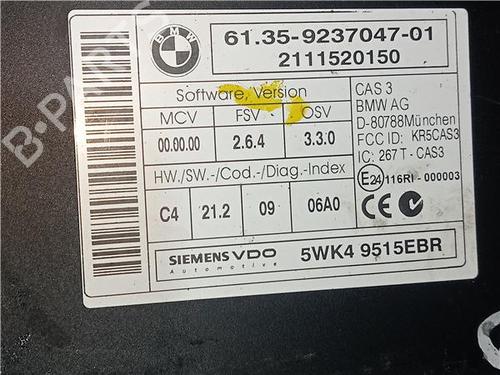 BMW
61.35-9237047-01
2111520150
Software, Version
MCV FSV OSV
00.00.00 2.6.4 3.3.0
HW./SW.-/Cod.-/Diag.-Index
C4 21.2 09 06A0
CAS 3
BMW AG
D-80788München
FCC ID: KR5CAS3
IC: 267 T - CAS3
E24 116RI - 000003
CE
SIEMENS VDO
Automotive
5WK4 9515EBR
B-PARTS